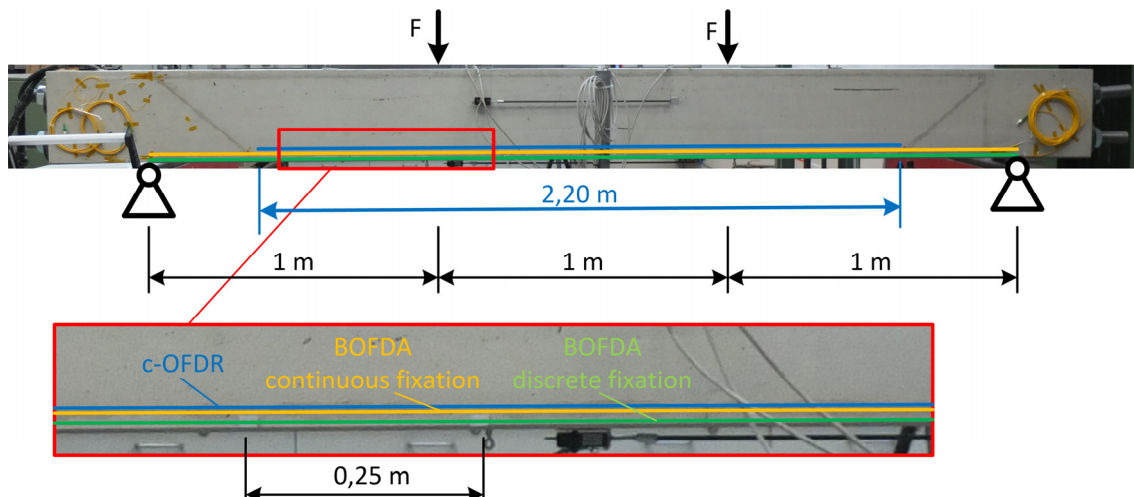 F
F
2,20 m
1 m
1 m
1 m
c-OFDR
BOFDA
continuous fixation
BOFDA
discrete fixation
0,25 m